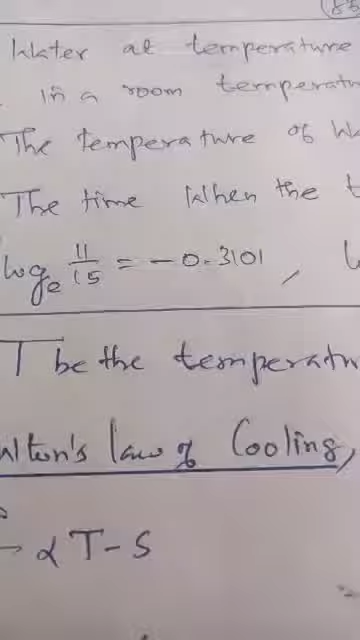 Water at temperature
in a room temperatu
The temperature of Wa
The time When the t
loge 11/15 = -0.3101,
T be the temperatu
wton's law of Cooling,
α T-S